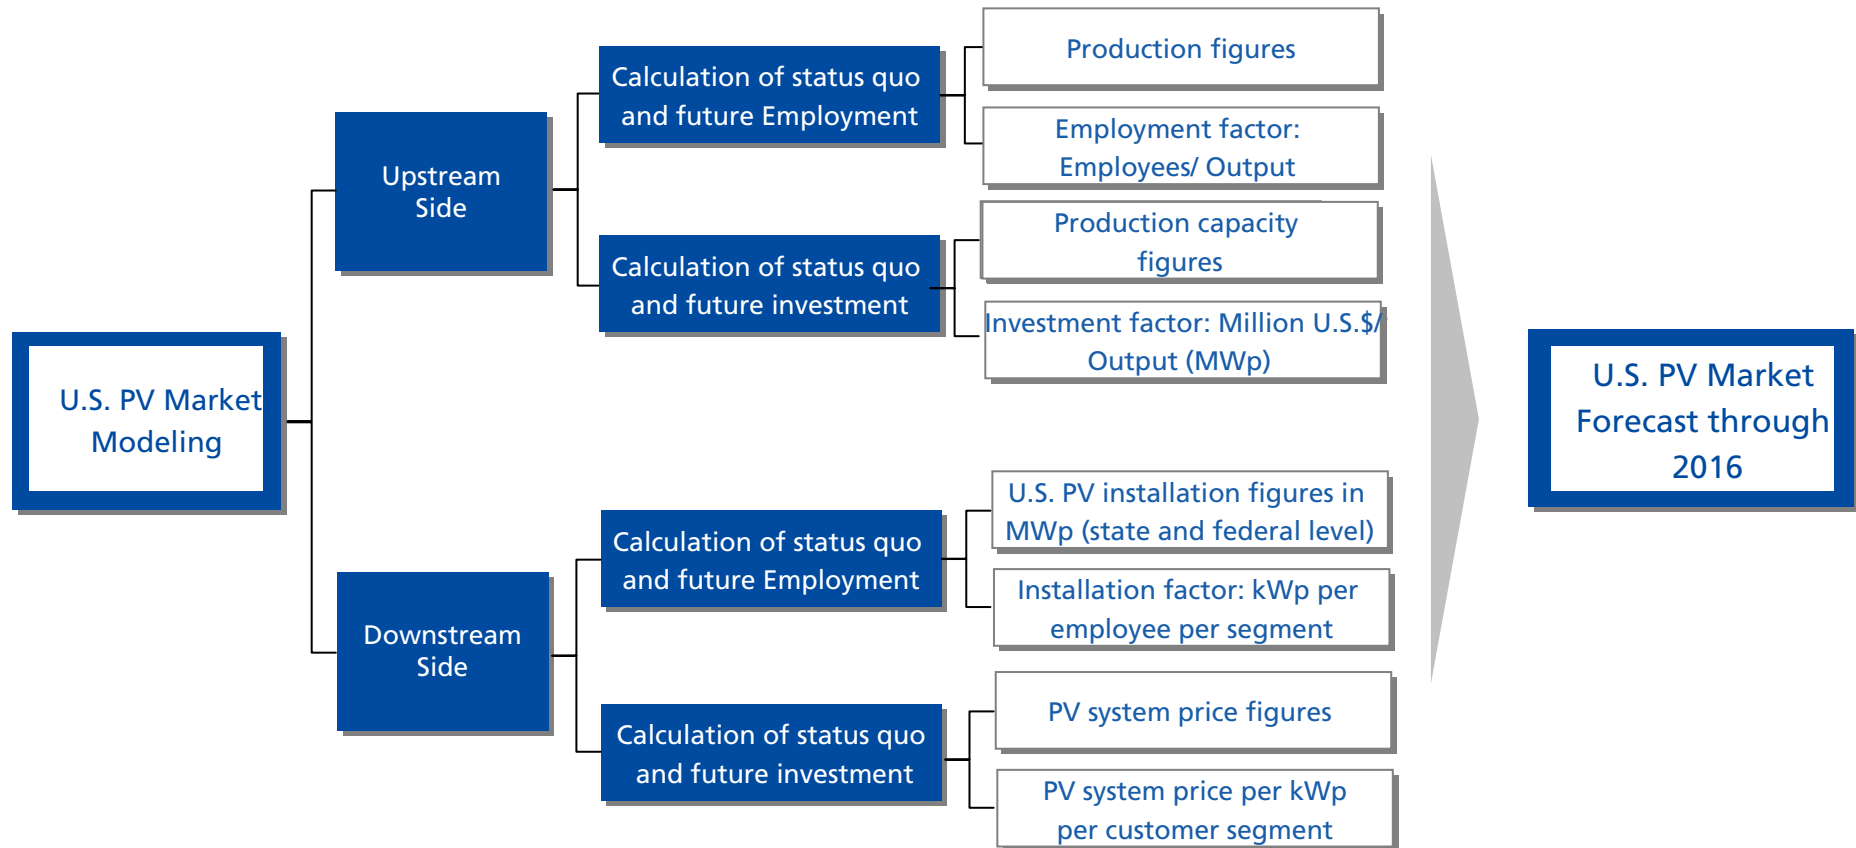 U.S. PV Market
Modeling
Upstream
Side
Calculation of status quo
and future Employment
Production figures
Employment factor:
Employees/ Output
Calculation of status quo
and future investment
Production capacity
figures
Investment factor: Million U.S.$/
Output (MWp)
Downstream
Side
Calculation of status quo
and future Employment
U.S. PV installation figures in
MWp (state and federal level)
Installation factor: kWp per
employee per segment
Calculation of status quo
and future investment
PV system price figures
PV system price per kWp
per customer segment
U.S. PV Market
Forecast through
2016